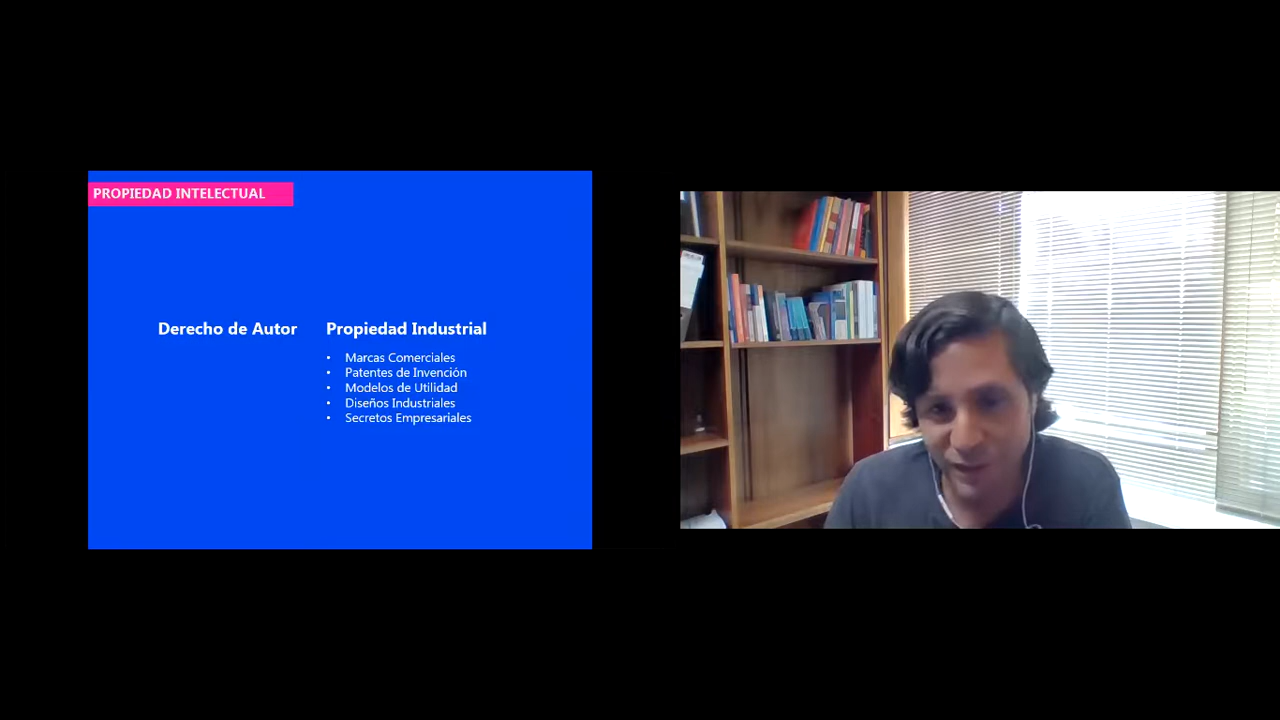 PROPIEDAD INTELECTUAL
Derecho de Autor
Propiedad Industrial
• Marcas Comerciales
• Patentes de Invención
• Modelos de Utilidad
• Diseños Industriales
• Secretos Empresariales